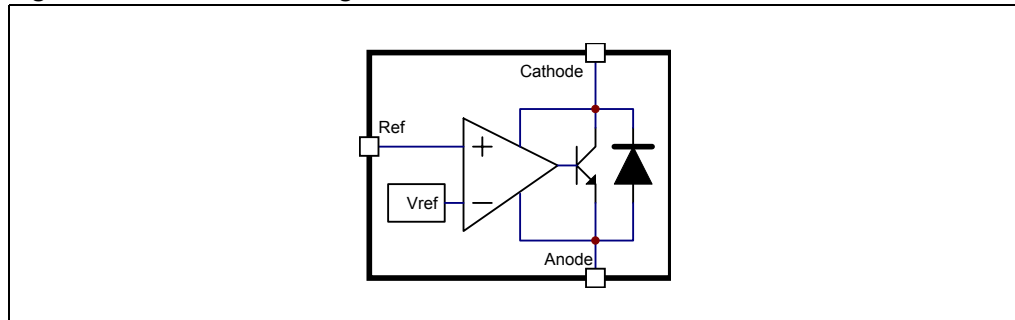 Cathode
Ref
+
Vref
−
Anode